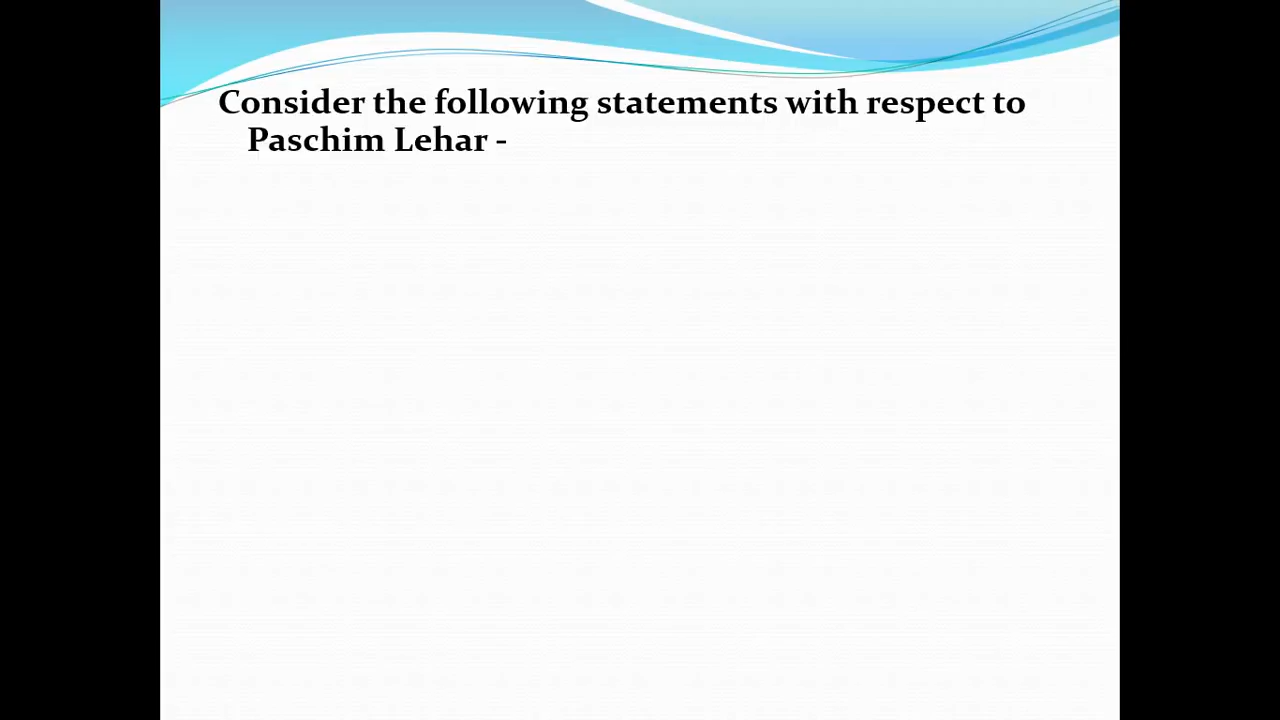 Consider the following statements with respect to
Paschim Lehar -